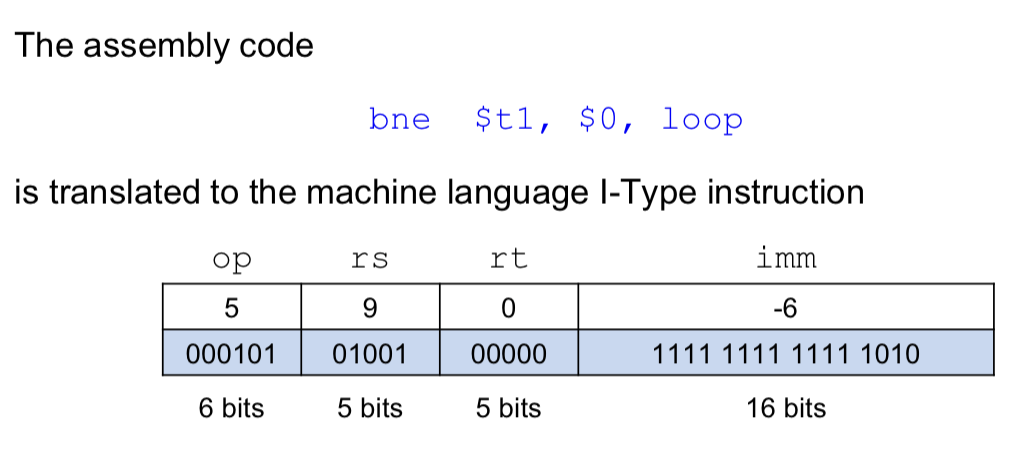 The assembly code
bne $t1, $0, loop
is translated to the machine language I-Type instruction
op rs rt imm
5 9 0 -6
000101 01001 00000 1111 1111 1111 1010
6 bits 5 bits 5 bits 16 bits